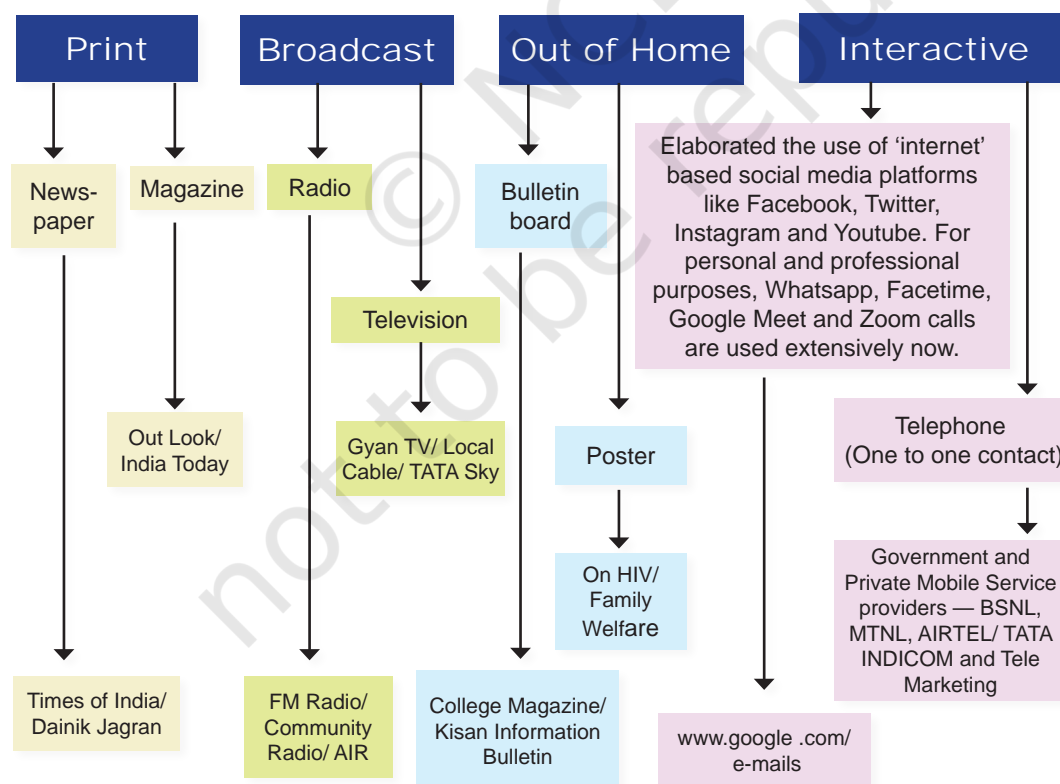 Print
Broadcast
Out of Home
Interactive
News-
paper
Magazine
Radio
Bulletin
board
Elaborated the use of ‘internet’
based social media platforms
like Facebook, Twitter,
Instagram and Youtube. For
personal and professional
purposes, Whatsapp, Facetime,
Google Meet and Zoom calls
are used extensively now.
Television
Out Look/
India Today
Gyan TV/ Local
Cable/ TATA Sky
Poster
Telephone
(One to one contact)
On HIV/
Family
Welfare
Government and
Private Mobile Service
providers — BSNL,
MTNL, AIRTEL/ TATA
INDICOM and Tele
Marketing
Times of India/
Dainik Jagran
FM Radio/
Community
Radio/ AIR
College Magazine/
Kisan Information
Bulletin
www.google .com/
e-mails
© NC
not to be repu